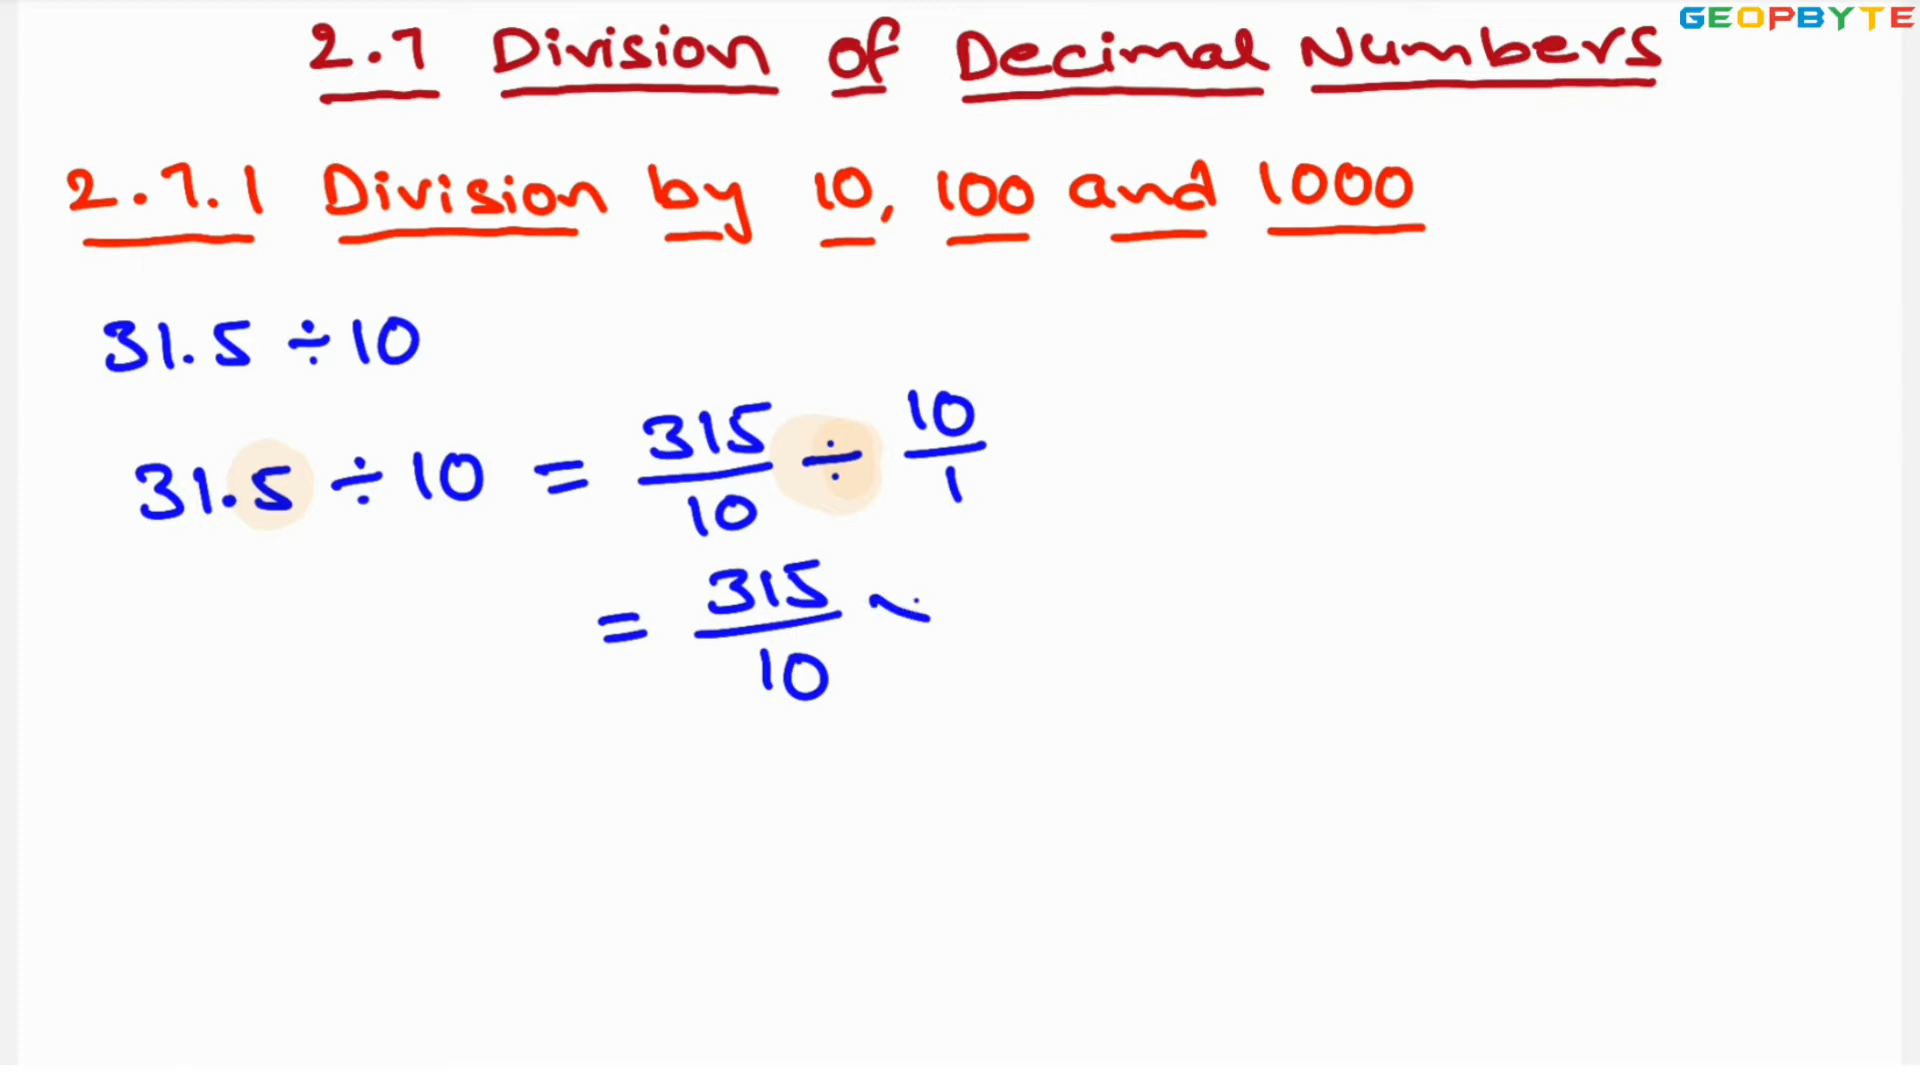 GEOPBYTE
2.7 Division of Decimal Numbers
2.7.1 Division by 10, 100 and 1000
31.5 ÷ 10
31.5 ÷ 10 = 315/10 ÷ 10/1
= 315/10